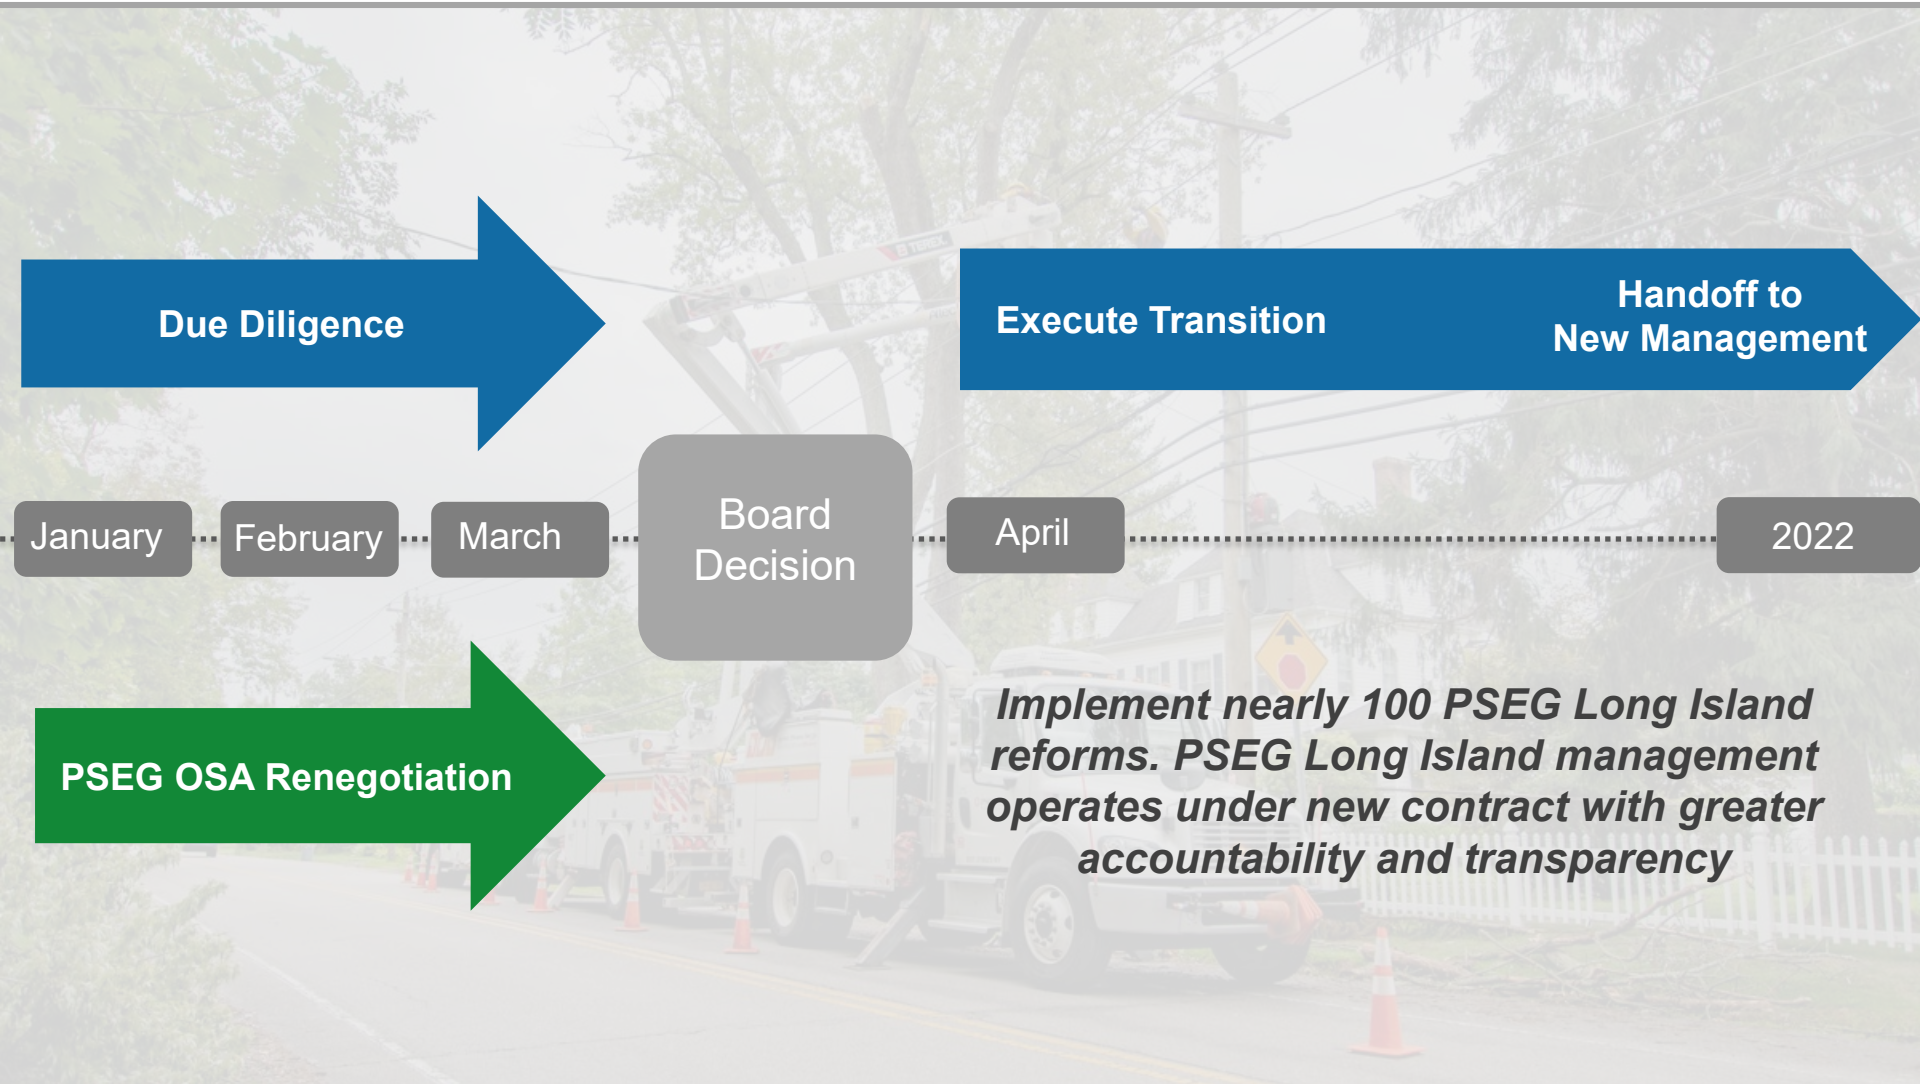 Due Diligence
Execute Transition
Handoff to
New Management
January
February
March
Board
Decision
April
2022
PSEG OSA Renegotiation
Implement nearly 100 PSEG Long Island
reforms. PSEG Long Island management
operates under new contract with greater
accountability and transparency
TEREX